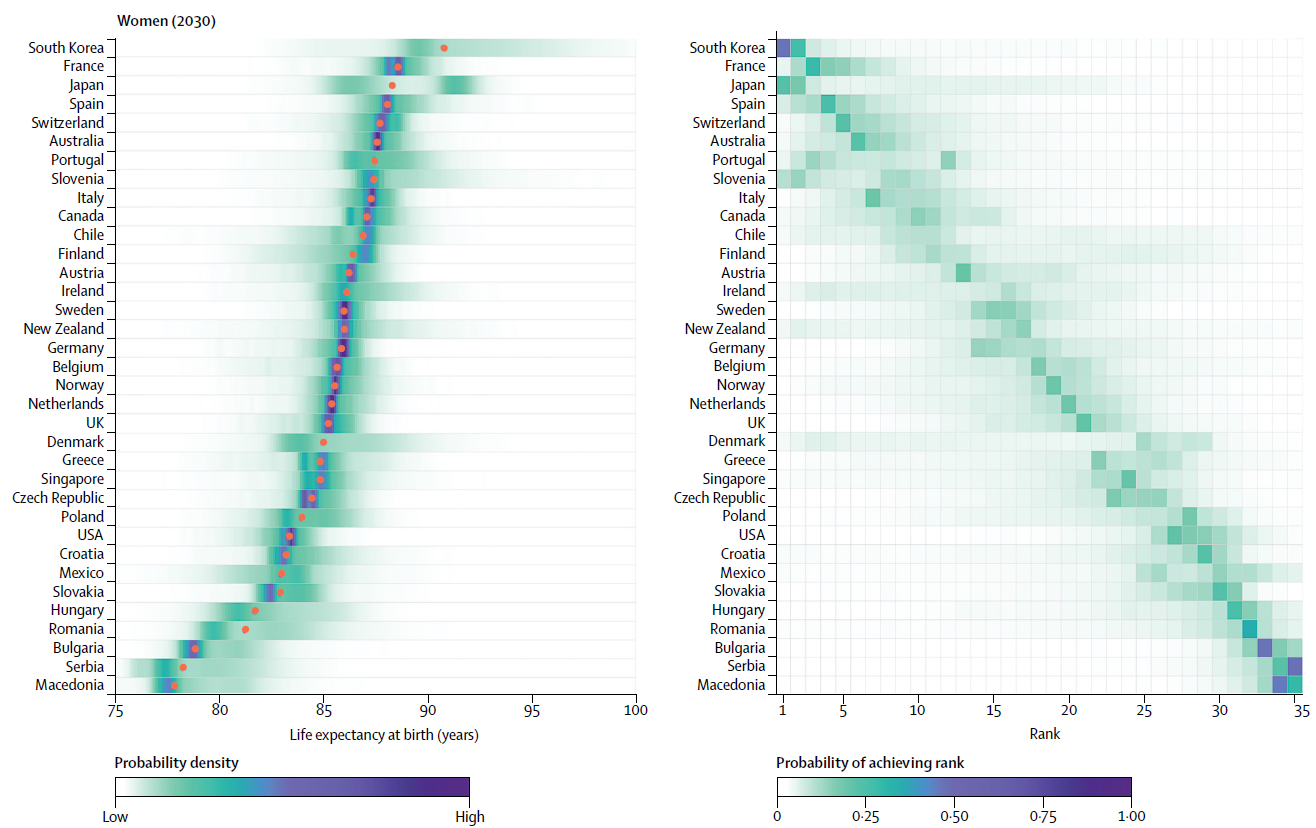 Women (2030)
South Korea
France
Japan
Spain
Switzerland
Australia
Portugal
Slovenia
Italy
Canada
Chile
Finland
Austria
Ireland
Sweden
New Zealand
Germany
Belgium
Norway
Netherlands
UK
Denmark
Greece
Singapore
Czech Republic
Poland
USA
Croatia
Mexico
Slovakia
Hungary
Romania
Bulgaria
Serbia
Macedonia
75 80 85 90 95 100
Life expectancy at birth (years)
Probability density
Low High
South Korea
France
Japan
Spain
Switzerland
Australia
Portugal
Slovenia
Italy
Canada
Chile
Finland
Austria
Ireland
Sweden
New Zealand
Germany
Belgium
Norway
Netherlands
UK
Denmark
Greece
Singapore
Czech Republic
Poland
USA
Croatia
Mexico
Slovakia
Hungary
Romania
Bulgaria
Serbia
Macedonia
1 5 10 15 20 25 30 35
Rank
Probability of achieving rank
0 0·25 0·50 0·75 1·00